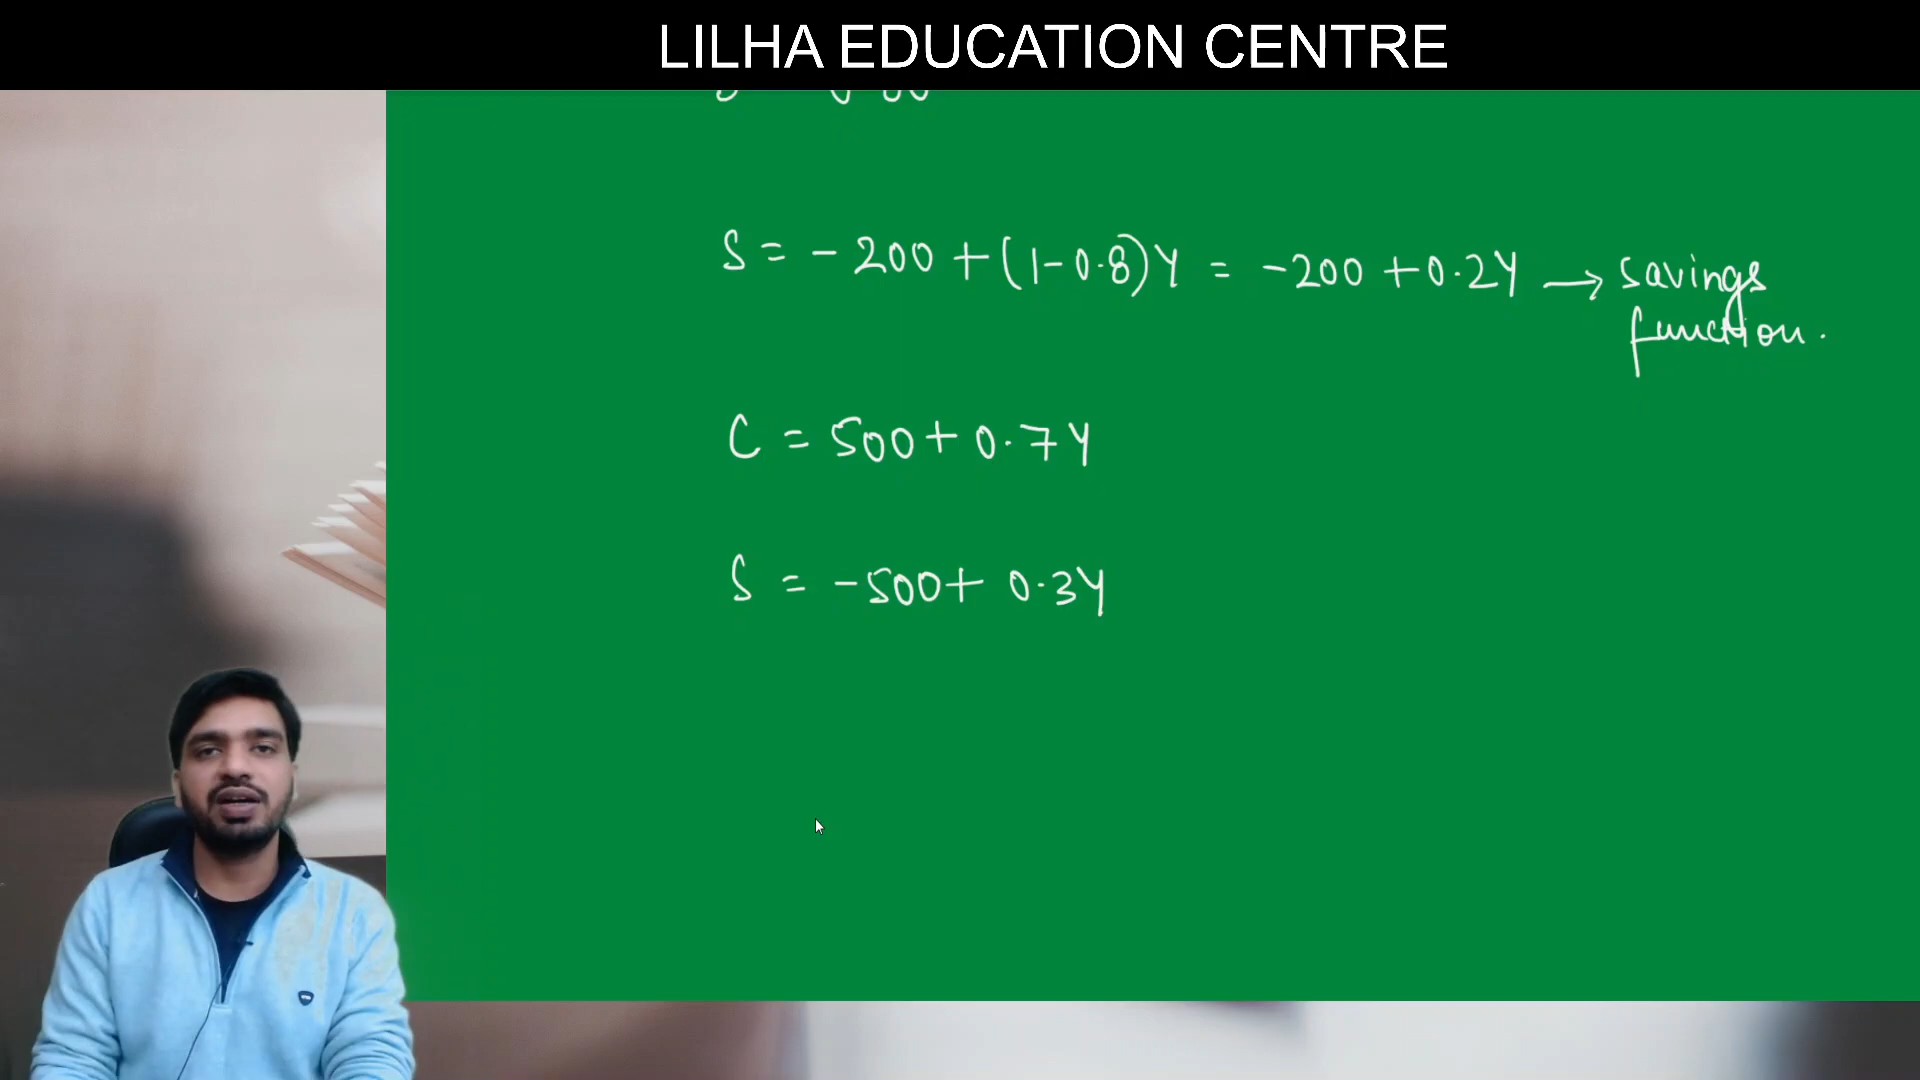 LILHA EDUCATION CENTRE
S = - 200 + (1-0.8)Y = -200 + 0.2Y → savings
function.
C = 500 + 0.7Y
S = -500 + 0.3Y